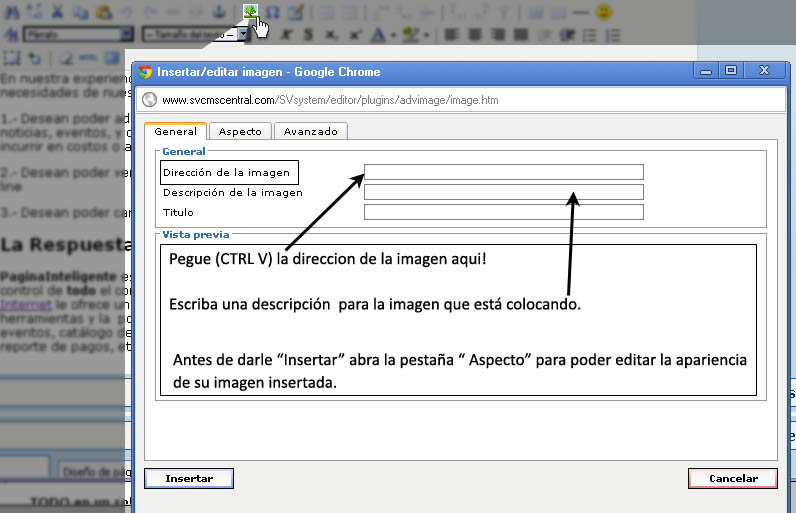 Párrafo
-- Tamaño del texto --
Insertar/editar imagen - Google Chrome
www.svcmscentral.com/SVsystem/editor/plugins/advimage/image.htm
General Aspecto Avanzado
General
Dirección de la imagen
Descripción de la imagen
Titulo
Vista previa
Pegue (CTRL V) la direccion de la imagen aqui!
Escriba una descripción para la imagen que está colocando.
Antes de darle “Insertar” abra la pestaña “ Aspecto” para poder editar la apariencia
de su imagen insertada.
Insertar Cancelar
En nuestra experienc
necesidades de nues
1.- Desean poder ad
noticias, eventos, y
incurrir en costos o a
2.- Desean poder ver
line
3.- Desean poder car
La Respuesta
PaginaInteligente es
control de todo el co
Internet le ofrece un
herramientas y la po
eventos, catálogo de
reporte de pagos, et
Diseño de pág
TODO en un sol